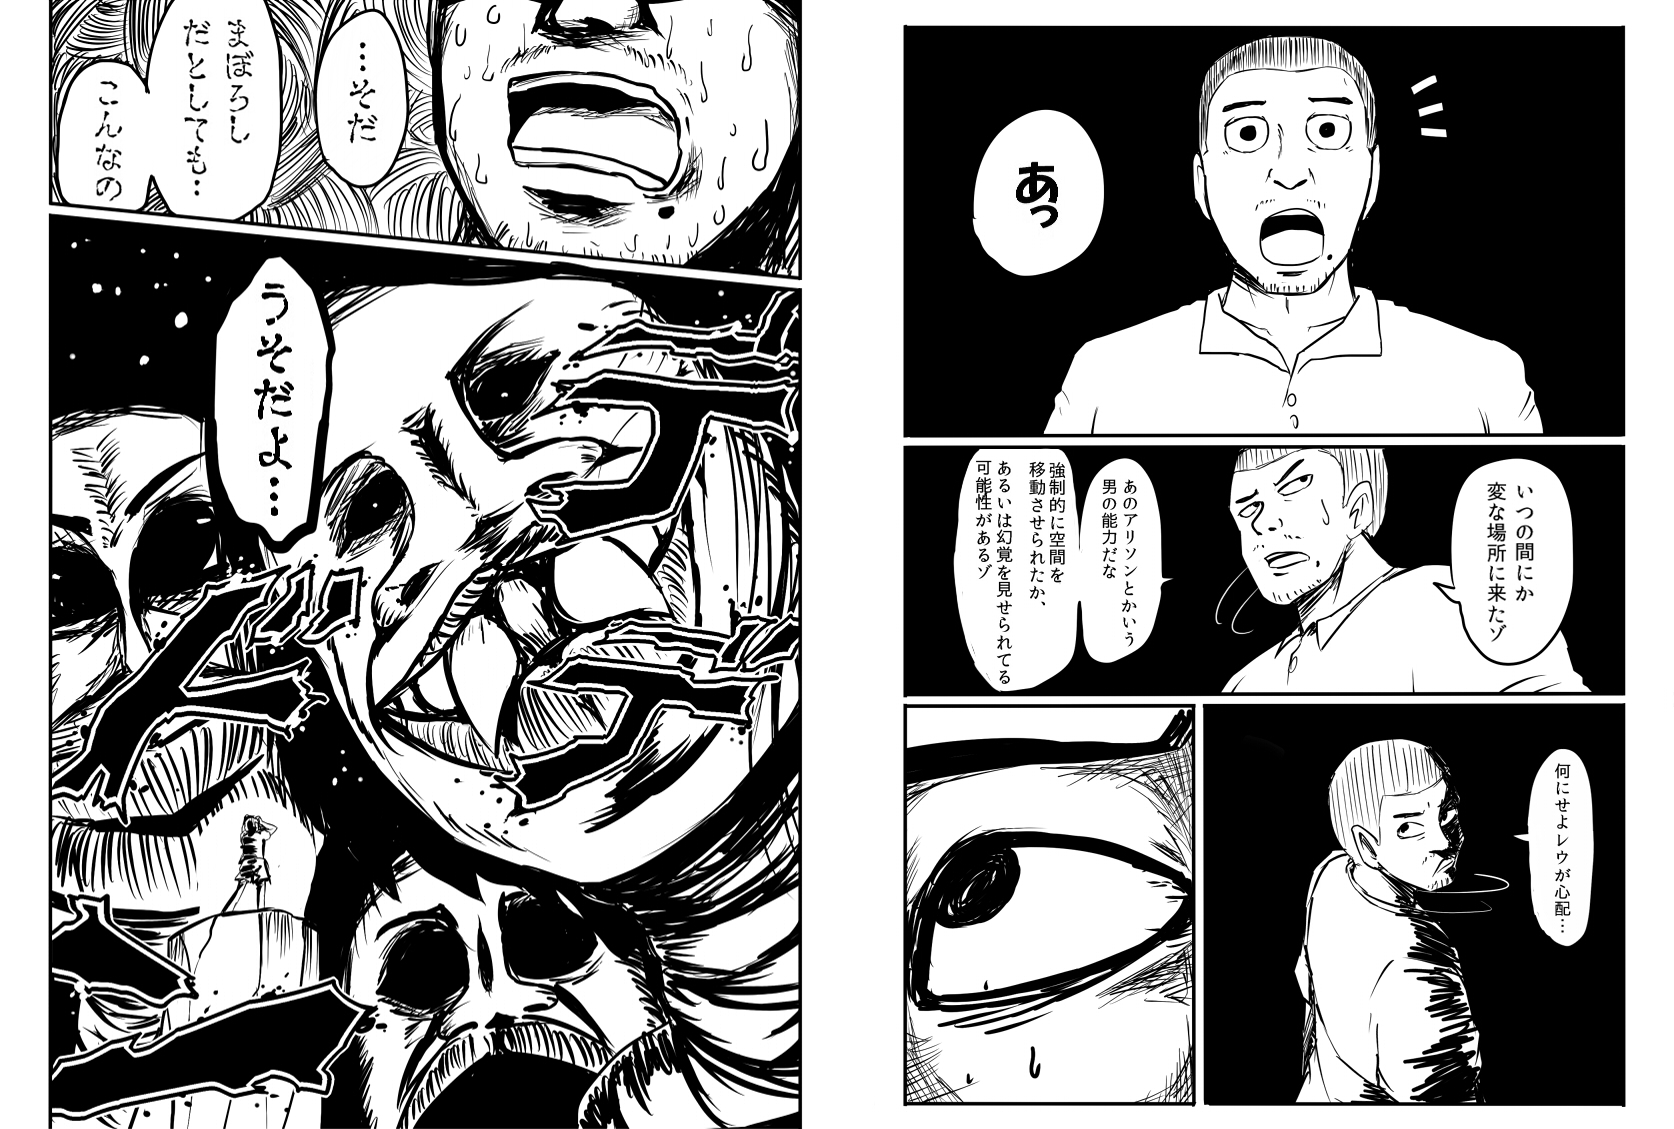 あっ
いつの間にか
変な場所に来たゾ
あのアリソンとかいう
男の能力だな
強制的に空間を
移動させられたか、
あるいは幻覚を見せられてる
可能性があるゾ
何にせよレウが心配…
…そだ
まぼろし
だとしても…
こんなの
うそだよ…